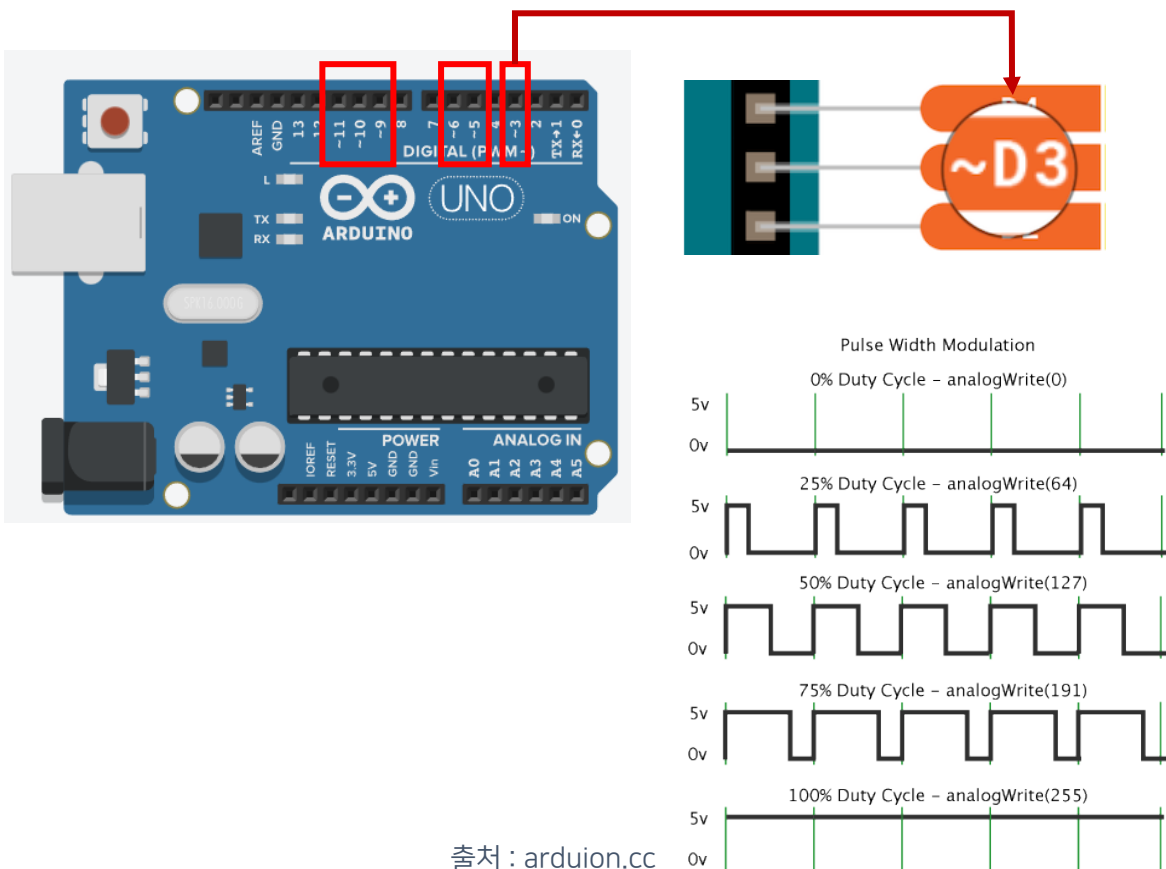 AREF
GND
13
12
~11
~10
~9
8
7
~6
~5
4
~3
2
TX→1
RX←0
DIGITAL (PWM~)
L
TX
RX
ARDUINO
UNO
ON
POWER
ANALOG IN
IOREF
RESET
3.3V
5V
GND
GND
Vin
A0
A1
A2
A3
A4
A5
~D3
Pulse Width Modulation
0% Duty Cycle – analogWrite(0)
5v
0v
25% Duty Cycle – analogWrite(64)
5v
0v
50% Duty Cycle – analogWrite(127)
5v
0v
75% Duty Cycle – analogWrite(191)
5v
0v
100% Duty Cycle – analogWrite(255)
5v
0v
출처 : arduion.cc